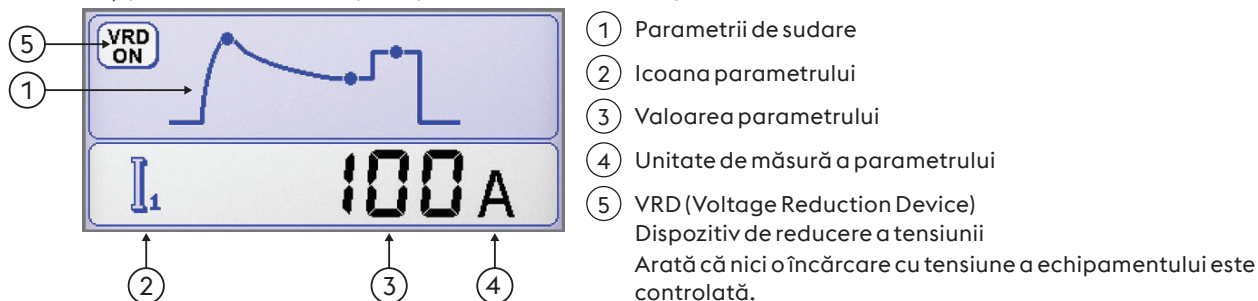 VRD
ON
I1
100 A
5
1
2
3
4
1 Parametrii de sudare
2 Icoana parametrului
3 Valoarea parametrului
4 Unitate de măsură a parametrului
5 VRD (Voltage Reduction Device)
Dispozitiv de reducere a tensiunii
Arată că nici o încărcare cu tensiune a echipamentului este
controlată.